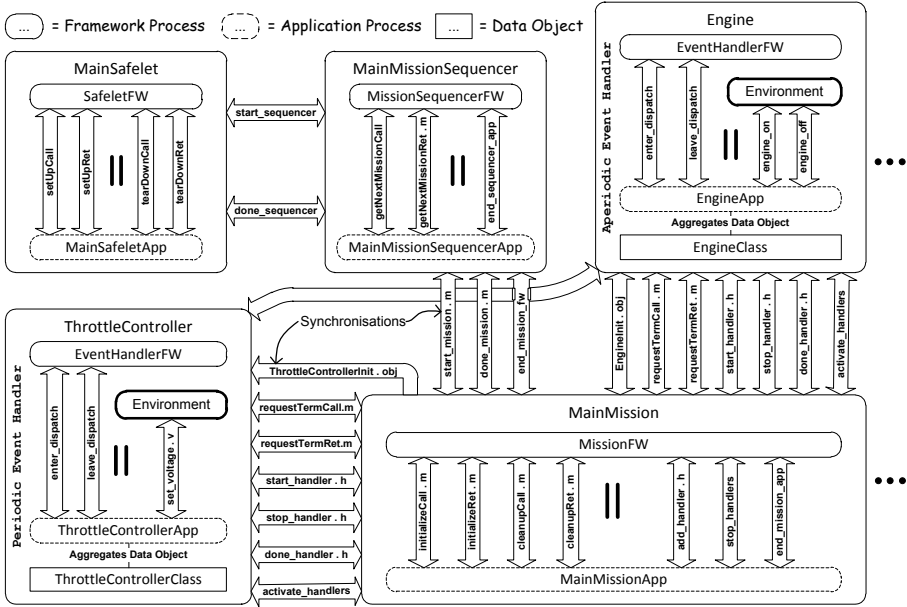 ... = Framework Process
... = Application Process
... = Data Object
MainSafelet
SafeletFW
setUpCall
setUpRet
tearDownCall
tearDownRet
MainSafeletApp
start_sequencer
done_sequencer
MainMissionSequencer
MissionSequencerFW
getNextMissionCall
getNextMissionRet . m
end_sequencer_app
MainMissionSequencerApp
Aperiodic Event Handler
Engine
EventHandlerFW
enter_dispatch
leave_dispatch
Environment
engine_on
engine_off
EngineApp
Aggregates Data Object
EngineClass
...
Synchronisations
start_mission . m
done_mission . m
end_mission_fw
EngineInit . obj
requestTermCall . m
requestTermRet . m
start_handler . h
stop_handler . h
done_handler . h
activate_handlers
Periodic Event Handler
ThrottleController
EventHandlerFW
enter_dispatch
leave_dispatch
Environment
set_voltage . v
ThrottleControllerApp
Aggregates Data Object
ThrottleControllerClass
ThrottleControllerInit . obj
requestTermCall.m
requestTermRet.m
start_handler . h
stop_handler . h
done_handler . h
activate_handlers
MainMission
MissionFW
initializeCall . m
initializeRet . m
cleanupCall . m
cleanupRet . m
add_handler . h
stop_handlers
end_mission_app
MainMissionApp
...